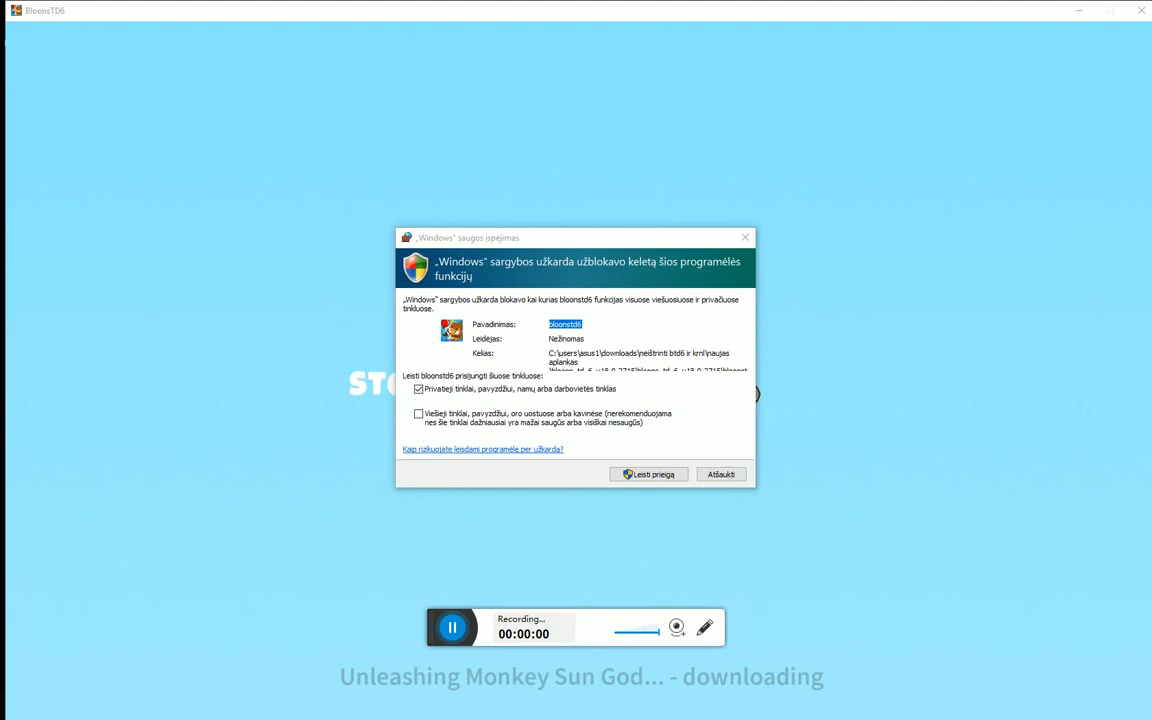 BloonsTD6
„Windows“ saugos įspėjimas
„Windows“ sargybos užkarda užblokavo keletą šios programėlės
funkcijų
„Windows“ sargybos užkarda blokavo kai kurias bloonstd6 funkcijas visuose viešuosiuose ir privačiuose
tinkluose.
Pavadinimas: bloonstd6
Leidėjas: Nežinomas
Kelias: C:\users\asus1\downloads\neištrinti btd6 ir krnl\naujas
aplankas
Leisti bloonstd6 prisijungti šiuose tinkluose:
Privatieji tinklai, pavyzdžiui, namų arba darbovietės tinklas
Viešieji tinklai, pavyzdžiui, oro uostuose arba kavinėse (nerekomenduojama
nes šie tinklai dažniausiai yra mažai saugūs arba visiškai nesaugūs)
Kaip rizikuojate leisdami programėlę per užkardą?
Leisti prieigą Atšaukti
ST
Recording...
00:00:00
Unleashing Monkey Sun God... - downloading